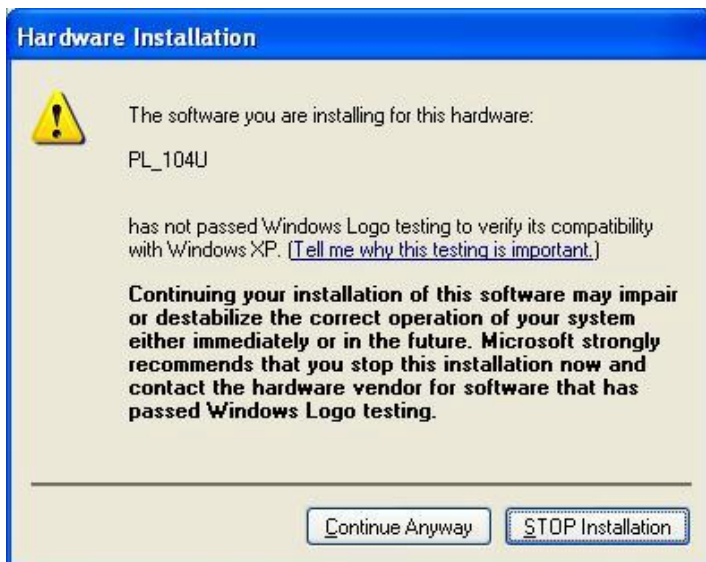 Hardware Installation
The software you are installing for this hardware:
PL_104U
has not passed Windows Logo testing to verify its compatibility
with Windows XP. (Tell me why this testing is important.)
Continuing your installation of this software may impair
or destabilize the correct operation of your system
either immediately or in the future. Microsoft strongly
recommends that you stop this installation now and
contact the hardware vendor for software that has
passed Windows Logo testing.
Continue Anyway STOP Installation